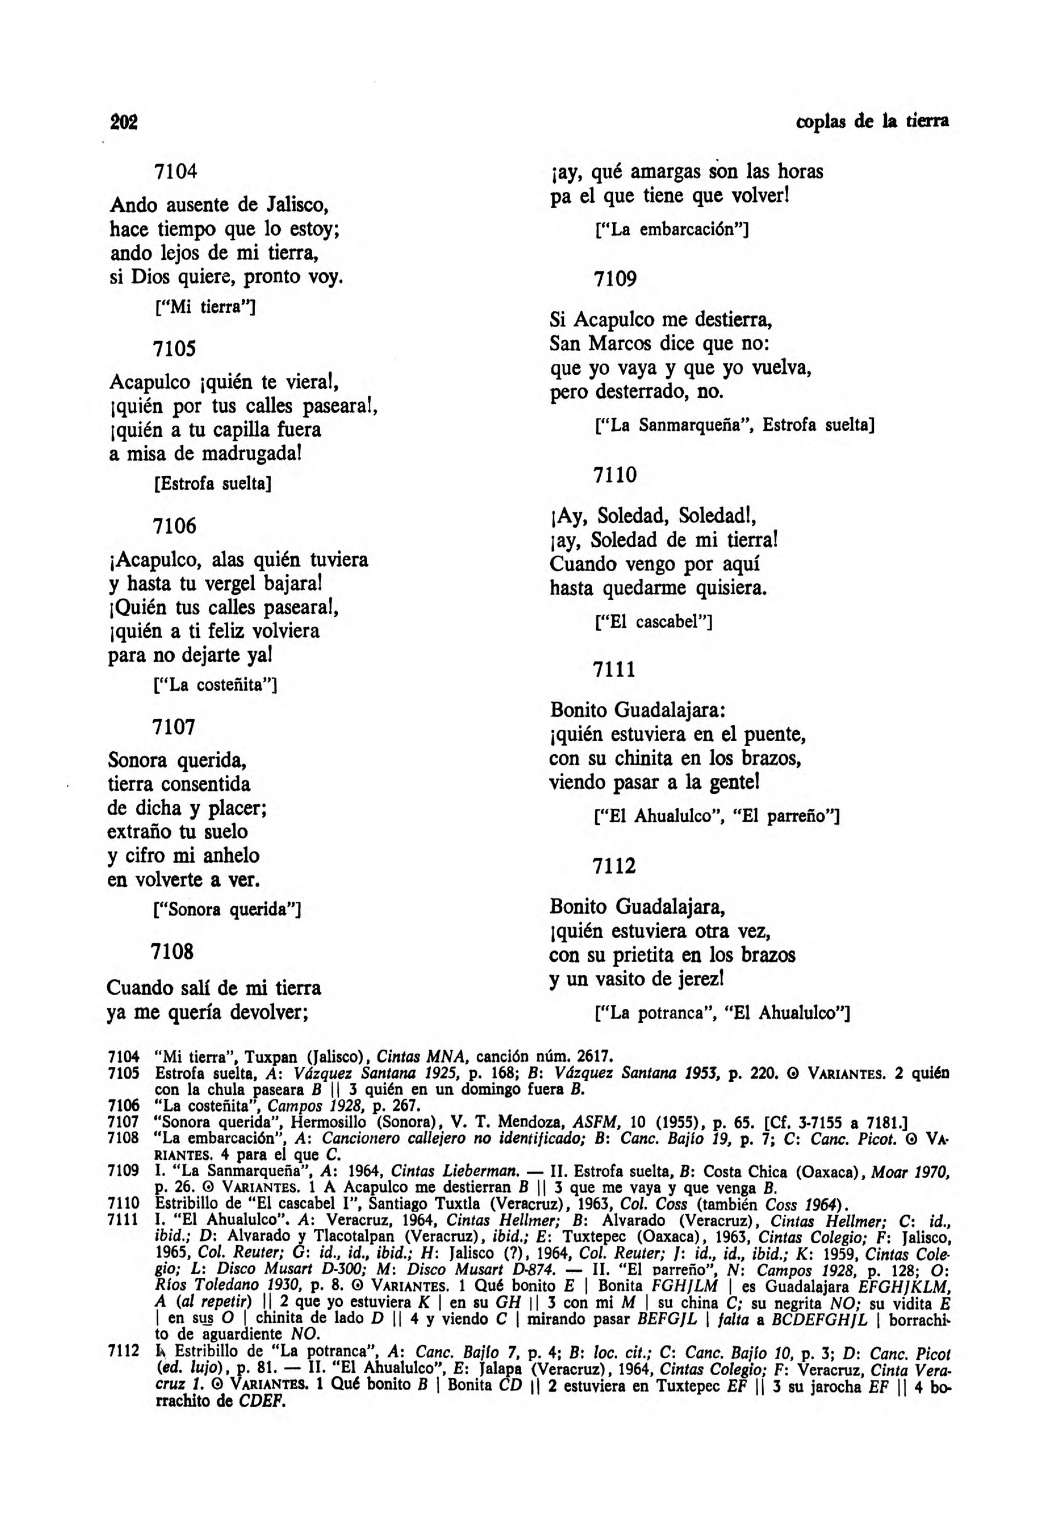 202
coplas de la tierra
7104
Ando ausente de Jalisco,
hace tiempo que lo estoy;
ando lejos de mi tierra,
si Dios quiere, pronto voy.
["Mi tierra"]
7105
Acapulco ¡quién te viera!,
¡quién por tus calles paseara!,
¡quién a tu capilla fuera
a misa de madrugada!
[Estrofa suelta]
7106
¡Acapulco, alas quién tuviera
y hasta tu vergel bajara!
¡Quién tus calles paseara!,
¡quién a ti feliz volviera
para no dejarte ya!
["La costeñita"]
7107
Sonora querida,
tierra consentida
de dicha y placer;
extraño tu suelo
y cifro mi anhelo
en volverte a ver.
["Sonora querida"]
7108
Cuando salí de mi tierra
ya me quería devolver;
¡ay, qué amargas son las horas
pa el que tiene que volver!
["La embarcación"]
7109
Si Acapulco me destierra,
San Marcos dice que no:
que yo vaya y que yo vuelva,
pero desterrado, no.
["La Sanmarqueña", Estrofa suelta]
7110
¡Ay, Soledad, Soledad!,
¡ay, Soledad de mi tierra!
Cuando vengo por aquí
hasta quedarme quisiera.
["El cascabel"]
7111
Bonito Guadalajara:
¡quién estuviera en el puente,
con su chinita en los brazos,
viendo pasar a la gente!
["El Ahualulco", "El parreño"]
7112
Bonito Guadalajara,
¡quién estuviera otra vez,
con su prietita en los brazos
y un vasito de jerez!
["La potranca", "El Ahualulco"]
7104 "Mi tierra", Tuxpan (Jalisco), Cintas MNA, canción núm. 2617.
7105 Estrofa suelta, A: Vázquez Santana 1925, p. 168; B: Vázquez Santana 1953, p. 220. ⊙ VARIANTES. 2 quién
con la chula paseara B || 3 quién en un domingo fuera B.
7106 "La costeñita", Campos 1928, p. 267.
7107 "Sonora querida", Hermosillo (Sonora), V. T. Mendoza, ASFM, 10 (1955), p. 65. [Cf. 3-7155 a 7181.]
7108 "La embarcación", A: Cancionero callejero no identificado; B: Canc. Bajío 19, p. 7; C: Canc. Picot. ⊙ VA-
RIANTES. 4 para el que C.
7109 I. "La Sanmarqueña", A: 1964, Cintas Lieberman. — II. Estrofa suelta, B: Costa Chica (Oaxaca), Moar 1970,
p. 26. ⊙ VARIANTES. 1 A Acapulco me destierran B || 3 que me vaya y que venga B.
7110 Estribillo de "El cascabel I", Santiago Tuxtla (Veracruz), 1963, Col. Coss (también Coss 1964).
7111 I. "El Ahualulco". A: Veracruz, 1964, Cintas Hellmer; B: Alvarado (Veracruz), Cintas Hellmer; C: id.,
ibid.; D: Alvarado y Tlacotalpan (Veracruz), ibid.; E: Tuxtepec (Oaxaca), 1963, Cintas Colegio; F: Jalisco,
1965, Col. Reuter; G: id., id., ibid.; H: Jalisco (?), 1964, Col. Reuter; J: id., id., ibid.; K: 1959, Cintas Cole-
gio; L: Disco Musart D-300; M: Disco Musart D-874. — II. "El parreño", N: Campos 1928, p. 128; O:
Ríos Toledano 1930, p. 8. ⊙ VARIANTES. 1 Qué bonito E | Bonita FGHJLM | es Guadalajara EFGHJKLM,
A (al repetir) || 2 que yo estuviera K | en su GH || 3 con mi M | su china C; su negrita NO; su vidita E
| en sus O | chinita de lado D || 4 y viendo C | mirando pasar BEFGJL | falta a BCDEFGHJL | borrachi-
to de aguardiente NO.
7112 I. Estribillo de "La potranca", A: Canc. Bajío 7, p. 4; B: loc. cit.; C: Canc. Bajío 10, p. 3; D: Canc. Picot
(ed. lujo), p. 81. — II. "El Ahualulco", E: Jalapa (Veracruz), 1964, Cintas Colegio; F: Veracruz, Cinta Vera-
cruz 1. ⊙ VARIANTES. 1 Qué bonito B | Bonita CD || 2 estuviera en Tuxtepec EF || 3 su jarocha EF || 4 bo-
rrachito de CDEF.